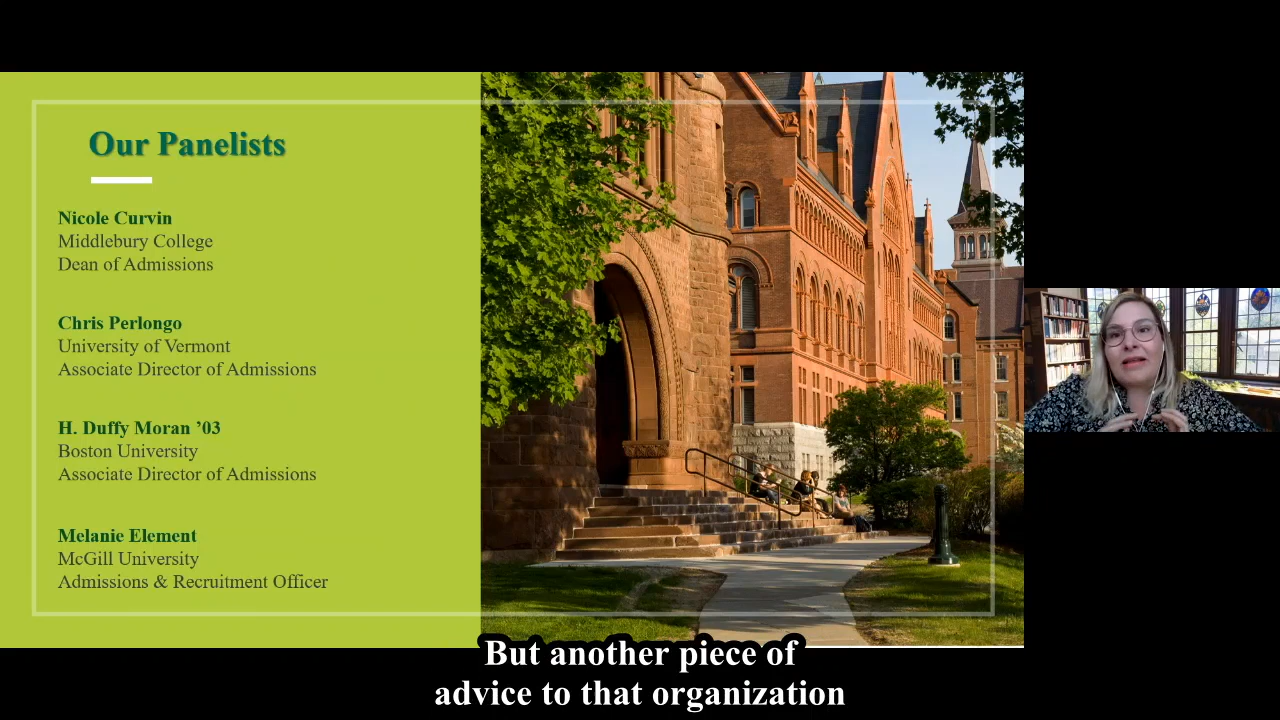 Our Panelists
Nicole Curvin
Middlebury College
Dean of Admissions
Chris Perlongo
University of Vermont
Associate Director of Admissions
H. Duffy Moran ’03
Boston University
Associate Director of Admissions
Melanie Element
McGill University
Admissions & Recruitment Officer
But another piece of
advice to that organization